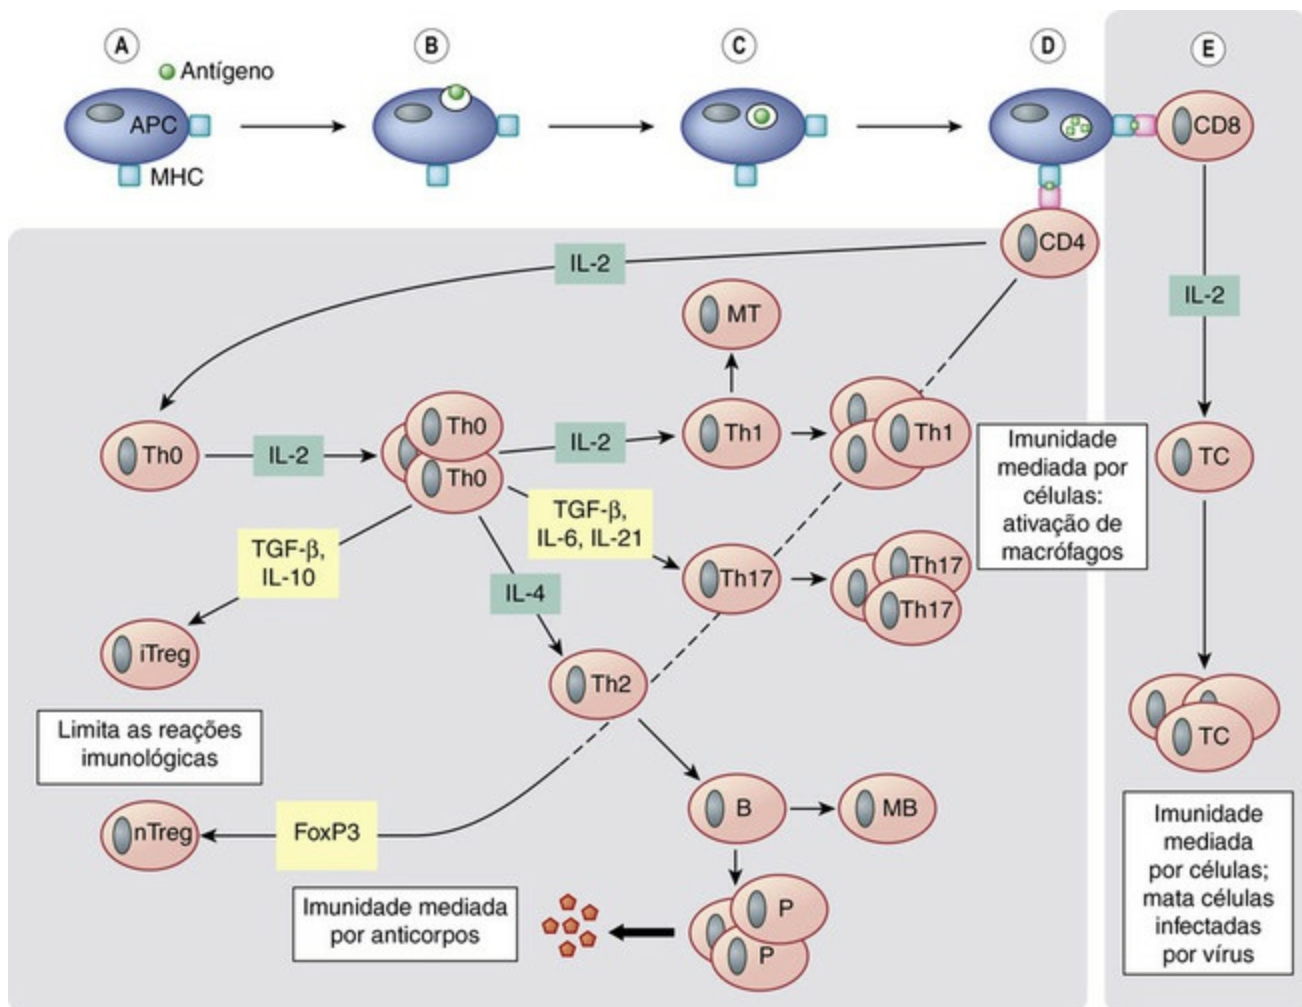 A
B
C
D
E
Antígeno
APC
MHC
CD8
CD4
IL-2
IL-2
MT
Th0
IL-2
Th0
Th0
IL-2
Th1
Th1
Imunidade
mediada por
células:
ativação de
macrófagos
TC
TGF-β,
IL-10
TGF-β,
IL-6, IL-21
IL-4
Th17
Th17
Th17
iTreg
Th2
Limita as reações
imunológicas
TC
nTreg
FoxP3
B
MB
Imunidade
mediada
por células;
mata células
infectadas
por vírus
Imunidade mediada
por anticorpos
P
P